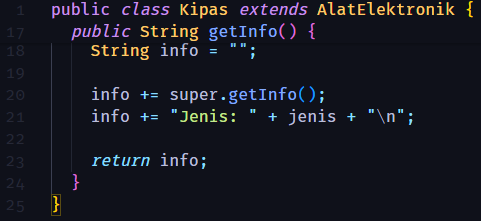 1 public class Kipas extends AlatElektronik {
17 public String getInfo() {
18 String info = "";
19
20 info += super.getInfo();
21 info += "Jenis: " + jenis + "\n";
22
23 return info;
24 }
25 }